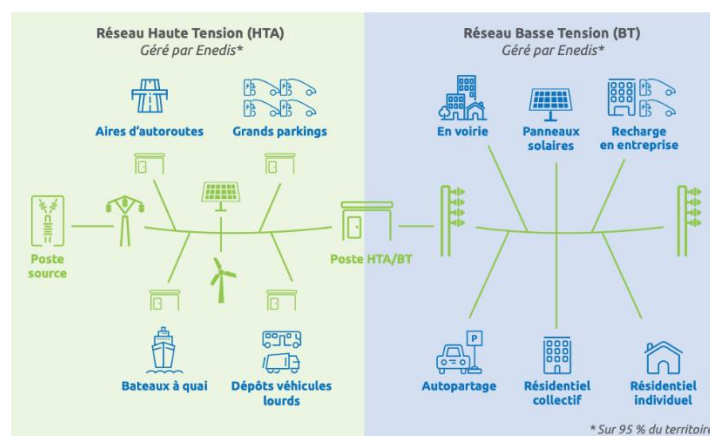 Réseau Haute Tension (HTA)
Géré par Enedis*
Aires d'autoroutes
Grands parkings
Poste
source
Poste HTA/BT
Bateaux à quai
Dépôts véhicules
lourds
Réseau Basse Tension (BT)
Géré par Enedis*
En voirie
Panneaux
solaires
Recharge
en entreprise
P
Autopartage
Résidentiel
collectif
Résidentiel
individuel
* Sur 95 % du territoire